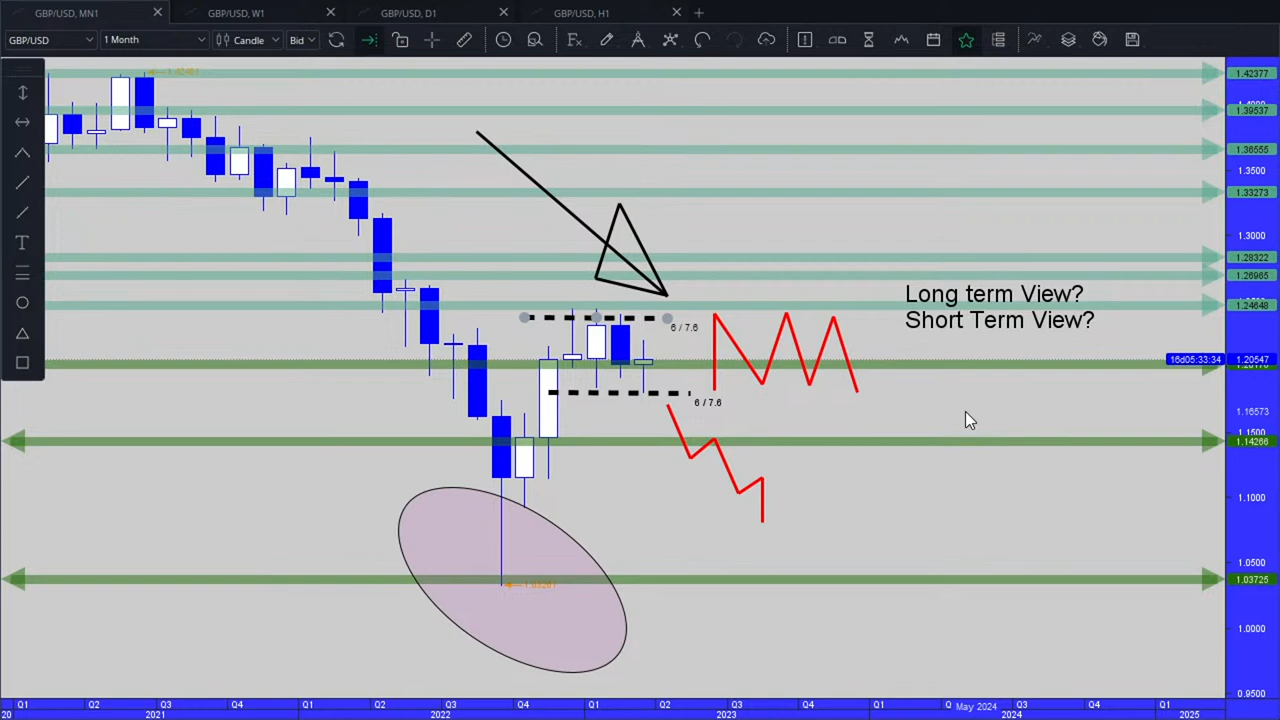 GBP/USD, MN1
GBP/USD, W1
GBP/USD, D1
GBP/USD, H1
GBP/USD
1 Month
Candle
Bid
1.42377
1.39537
1.36555
1.3500
1.33273
1.3000
1.28322
1.26965
1.24648
Long term View?
Short Term View?
6 / 7.6
16d05:33:34
1.20547
6 / 7.6
1.16573
1.1500
1.14266
1.1000
1.0500
1.03725
1.0000
0.9500
Q1 Q2 Q3 Q4 Q1 Q2 Q3 Q4 Q1 Q2 Q3 Q4 Q1 Q May 2024 Q3 Q4 Q1
20 2021 2022 2023 2024 2025